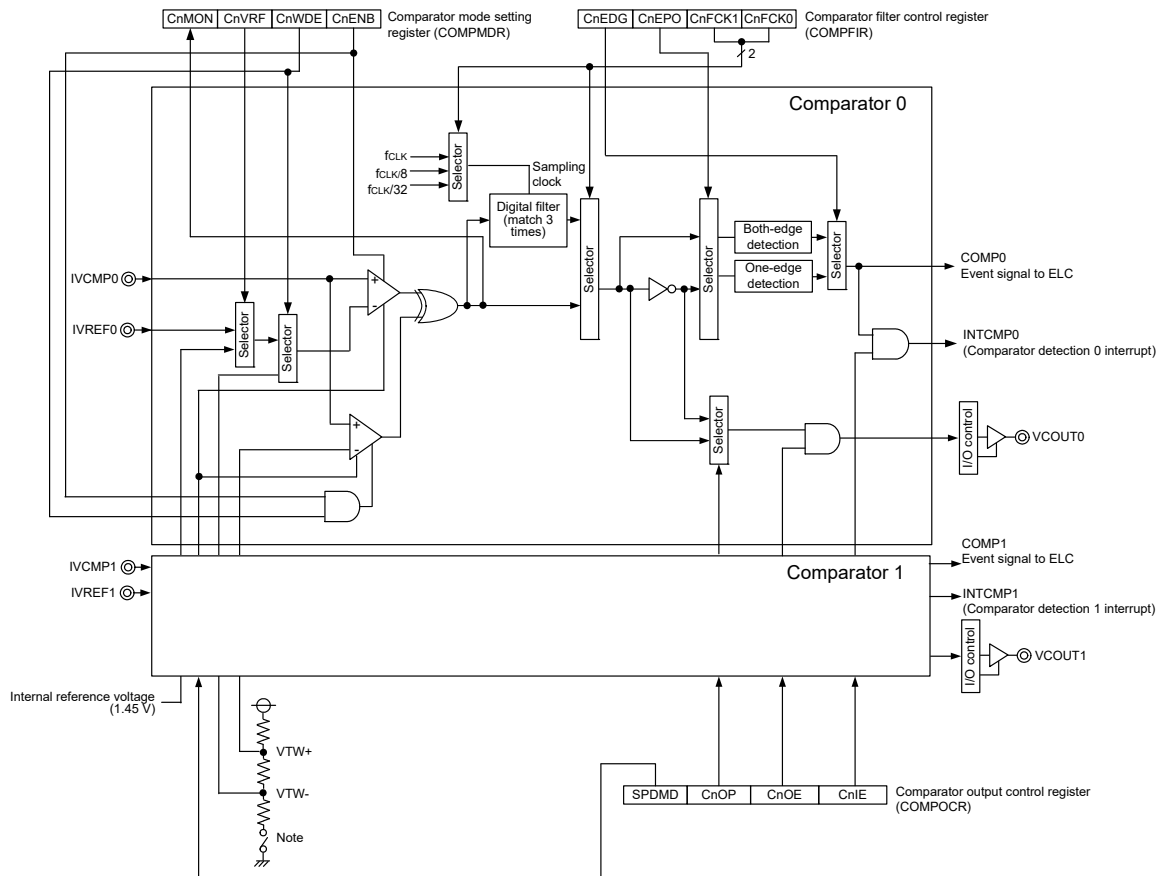 CnMON CnVRF CnWDE CnENB
Comparator mode setting
register (COMPMDR)
CnEDG CnEPO CnFCK1 CnFCK0
Comparator filter control register
(COMPFIR)
2
Comparator 0
fCLK
fCLK/8
fCLK/32
Selector
Sampling
clock
Digital filter
(match 3
times)
Selector
Selector
Both-edge
detection
One-edge
detection
Selector
COMP0
Event signal to ELC
IVCMP0
IVREF0
Selector
Selector
+
-
INTCMP0
(Comparator detection 0 interrupt)
+
-
Selector
I/O control
VCOUT0
IVCMP1
IVREF1
Comparator 1
COMP1
Event signal to ELC
INTCMP1
(Comparator detection 1 interrupt)
I/O control
VCOUT1
Internal reference voltage
(1.45 V)
VTW+
VTW-
Note
SPDMD CnOP CnOE CnIE
Comparator output control register
(COMPOCR)